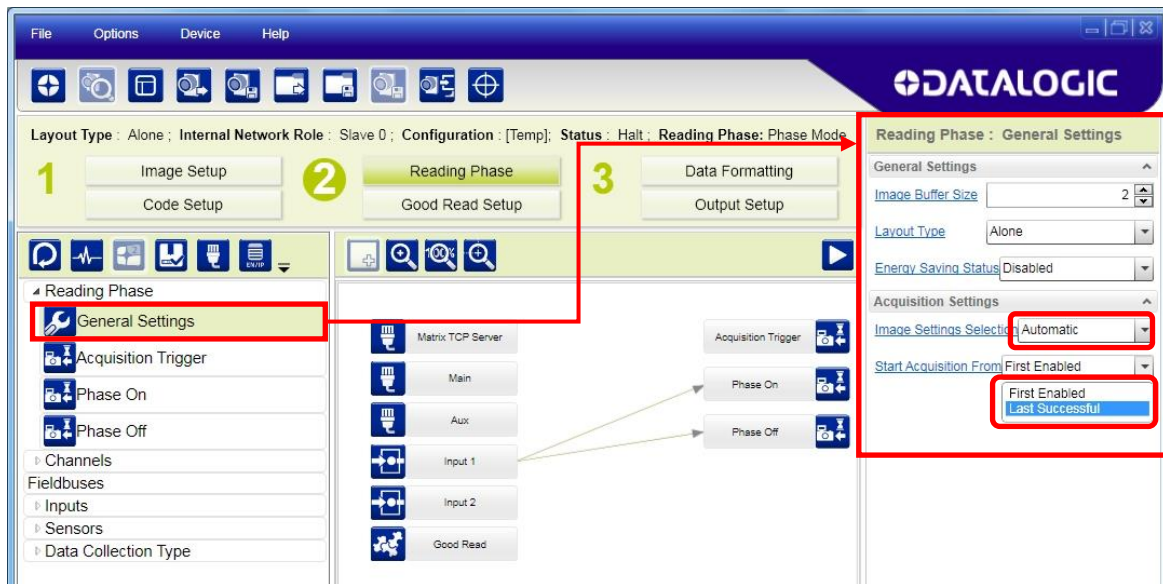 File Options Device Help
DATALOGIC
Layout Type : Alone ; Internal Network Role : Slave 0 ; Configuration : [Temp]; Status : Halt ; Reading Phase: Phase Mode
1 Image Setup 2 Reading Phase 3 Data Formatting
Code Setup Good Read Setup Output Setup
EN/IP
100%
Reading Phase
General Settings
Acquisition Trigger
Phase On
Phase Off
Channels
Fieldbuses
Inputs
Sensors
Data Collection Type
Matrix TCP Server
Main
Aux
Input 1
Input 2
Good Read
Acquisition Trigger
Phase On
Phase Off
Reading Phase : General Settings
General Settings
Image Buffer Size 2
Layout Type Alone
Energy Saving Status Disabled
Acquisition Settings
Image Settings Selection Automatic
Start Acquisition From First Enabled
First Enabled
Last Successful